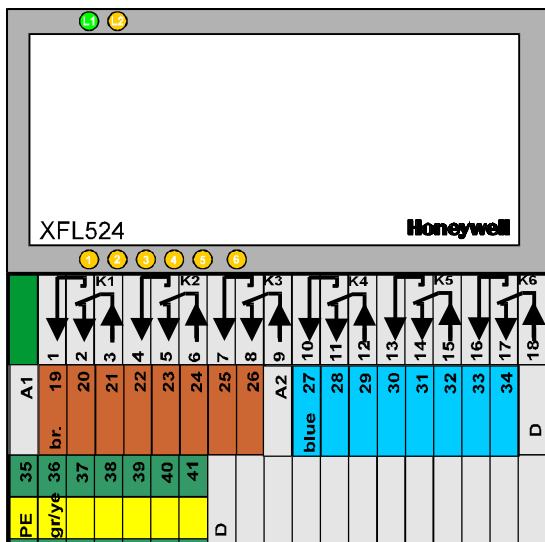 L1 L2
XFL524 Honeywell
1 2 3 4 5 6
K1 K2 K3 K4 K5 K6
1 2 3 4 5 6 7 8 9 10 11 12 13 14 15 16 17 18
A1 19 20 21 22 23 24 25 26 A2 27 28 29 30 31 32 33 34
br. blue D
35 36 37 38 39 40 41
PE gr/ye D